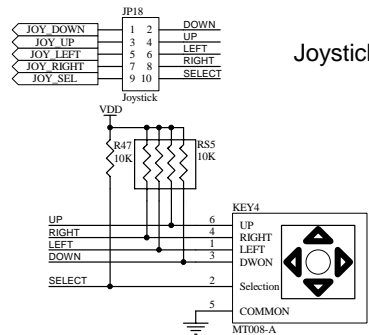 JP18
JOY_DOWN 1 2 DOWN
JOY_UP 3 4 UP
JOY_LEFT 5 6 LEFT
JOY_RIGHT 7 8 RIGHT
JOY_SEL 9 10 SELECT
Joystick
Joystick
VDD
R47
10K
RS5
10K
KEY4
UP 6 UP
RIGHT 4 RIGHT
LEFT 1 LEFT
DOWN 3 DWON
SELECT 2 Selection
5 COMMON
MT008-A